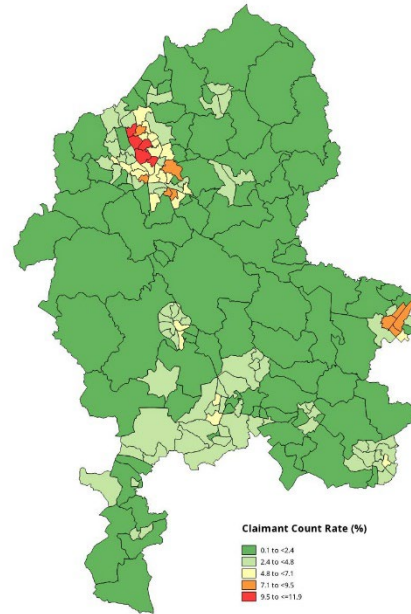 Claimant Count Rate (%)
0.1 to <2.4
2.4 to <4.8
4.8 to <7.1
7.1 to <9.5
9.5 to <=11.9